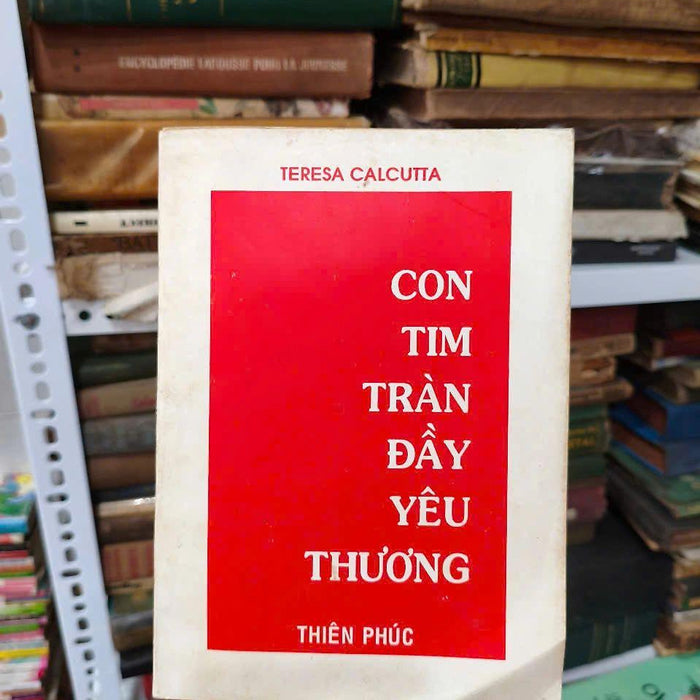 ENCYCLOPÉDIE LAROUSSE POUR LA JEUNESSE
TERESA CALCUTTA
CON
TIM
TRÀN
ĐẦY
YÊU
THƯƠNG
THIÊN PHÚC